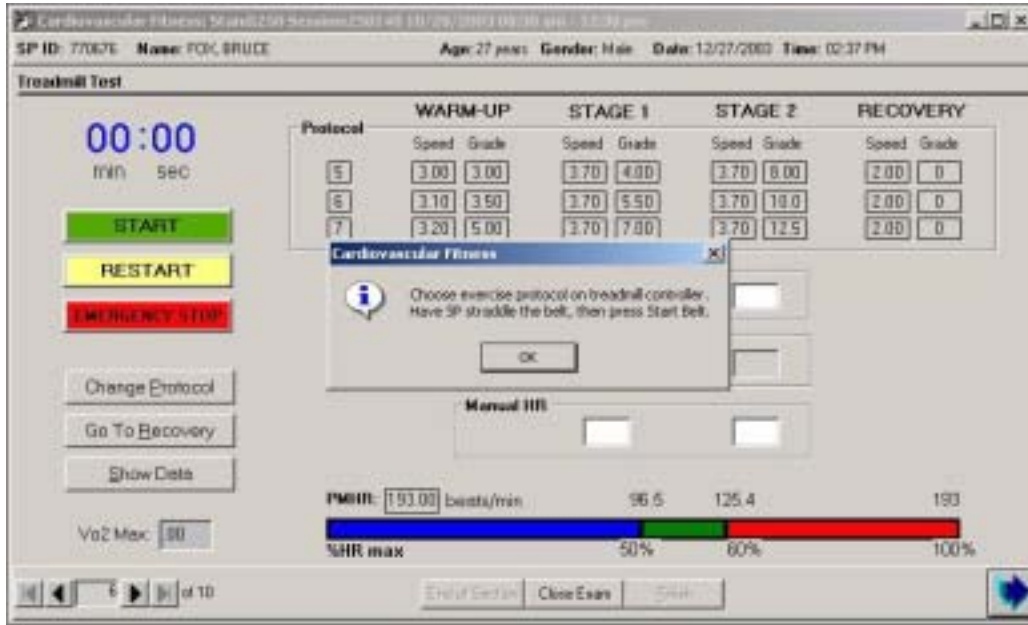 Cardiovascular Fitness:
SP ID: 770676 Name: FOX, BRUCE Age: 27 years Gender: Male Date: 12/27/2003 Time: 02:37 PM
Treadmill Test
00:00
min sec
START
RESTART
EMERGENCY STOP
Change Protocol
Go To Recovery
Show Data
Vo2 Max: .00
WARM-UP STAGE 1 STAGE 2 RECOVERY
Protocol
Speed Grade Speed Grade Speed Grade Speed Grade
5 3.00 3.00 3.70 4.00 3.70 8.00 2.00 0
6 3.10 3.50 3.70 5.50 3.70 10.0 2.00 0
7 3.20 5.00 3.70 7.00 3.70 12.5 2.00 0
Cardiovascular Fitness
Choose exercise protocol on treadmill controller.
Have SP straddle the belt, then press Start Belt.
OK
Manual HR
PMHR: 193.00 beats/min 96.5 125.4 193
%HR max 50% 60% 100%
6 of 10 End of Section Close Exam Finish